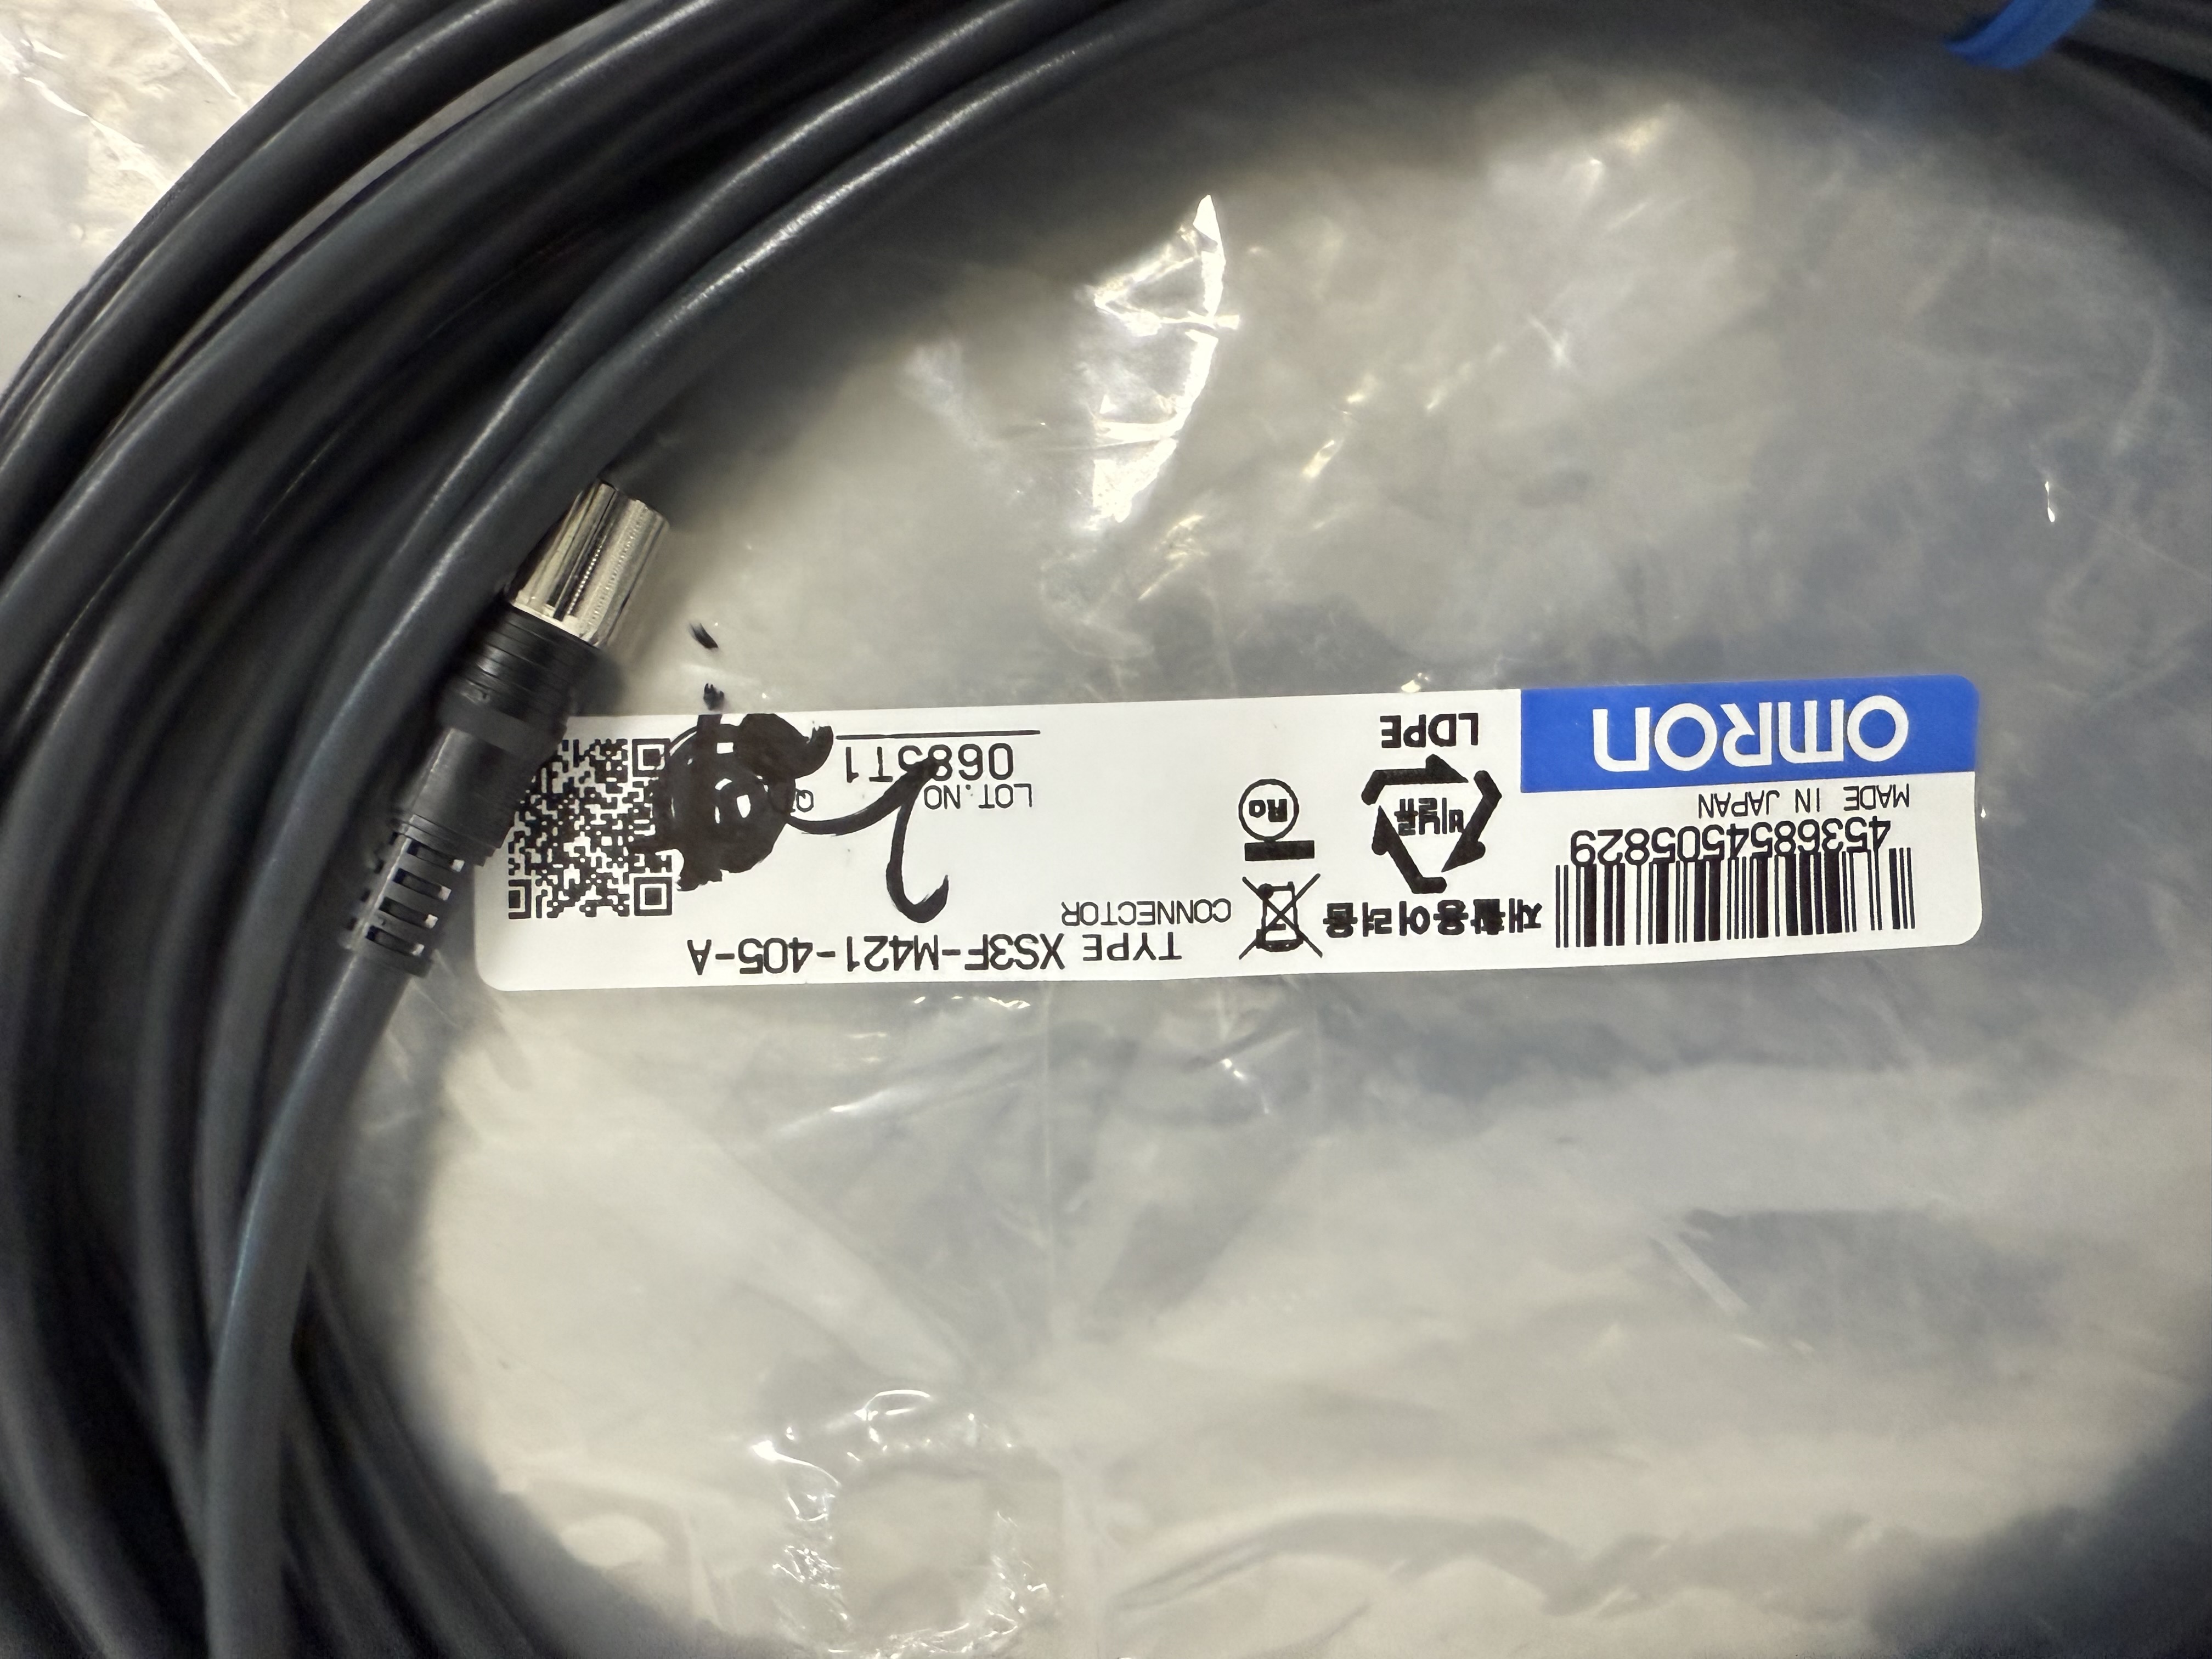 TYPE XS3F-M421-405-A
CONNECTOR
LOT.NO
0685T1
재활용어려움
비닐류
LDPE
4536854505829
MADE IN JAPAN
OMRON